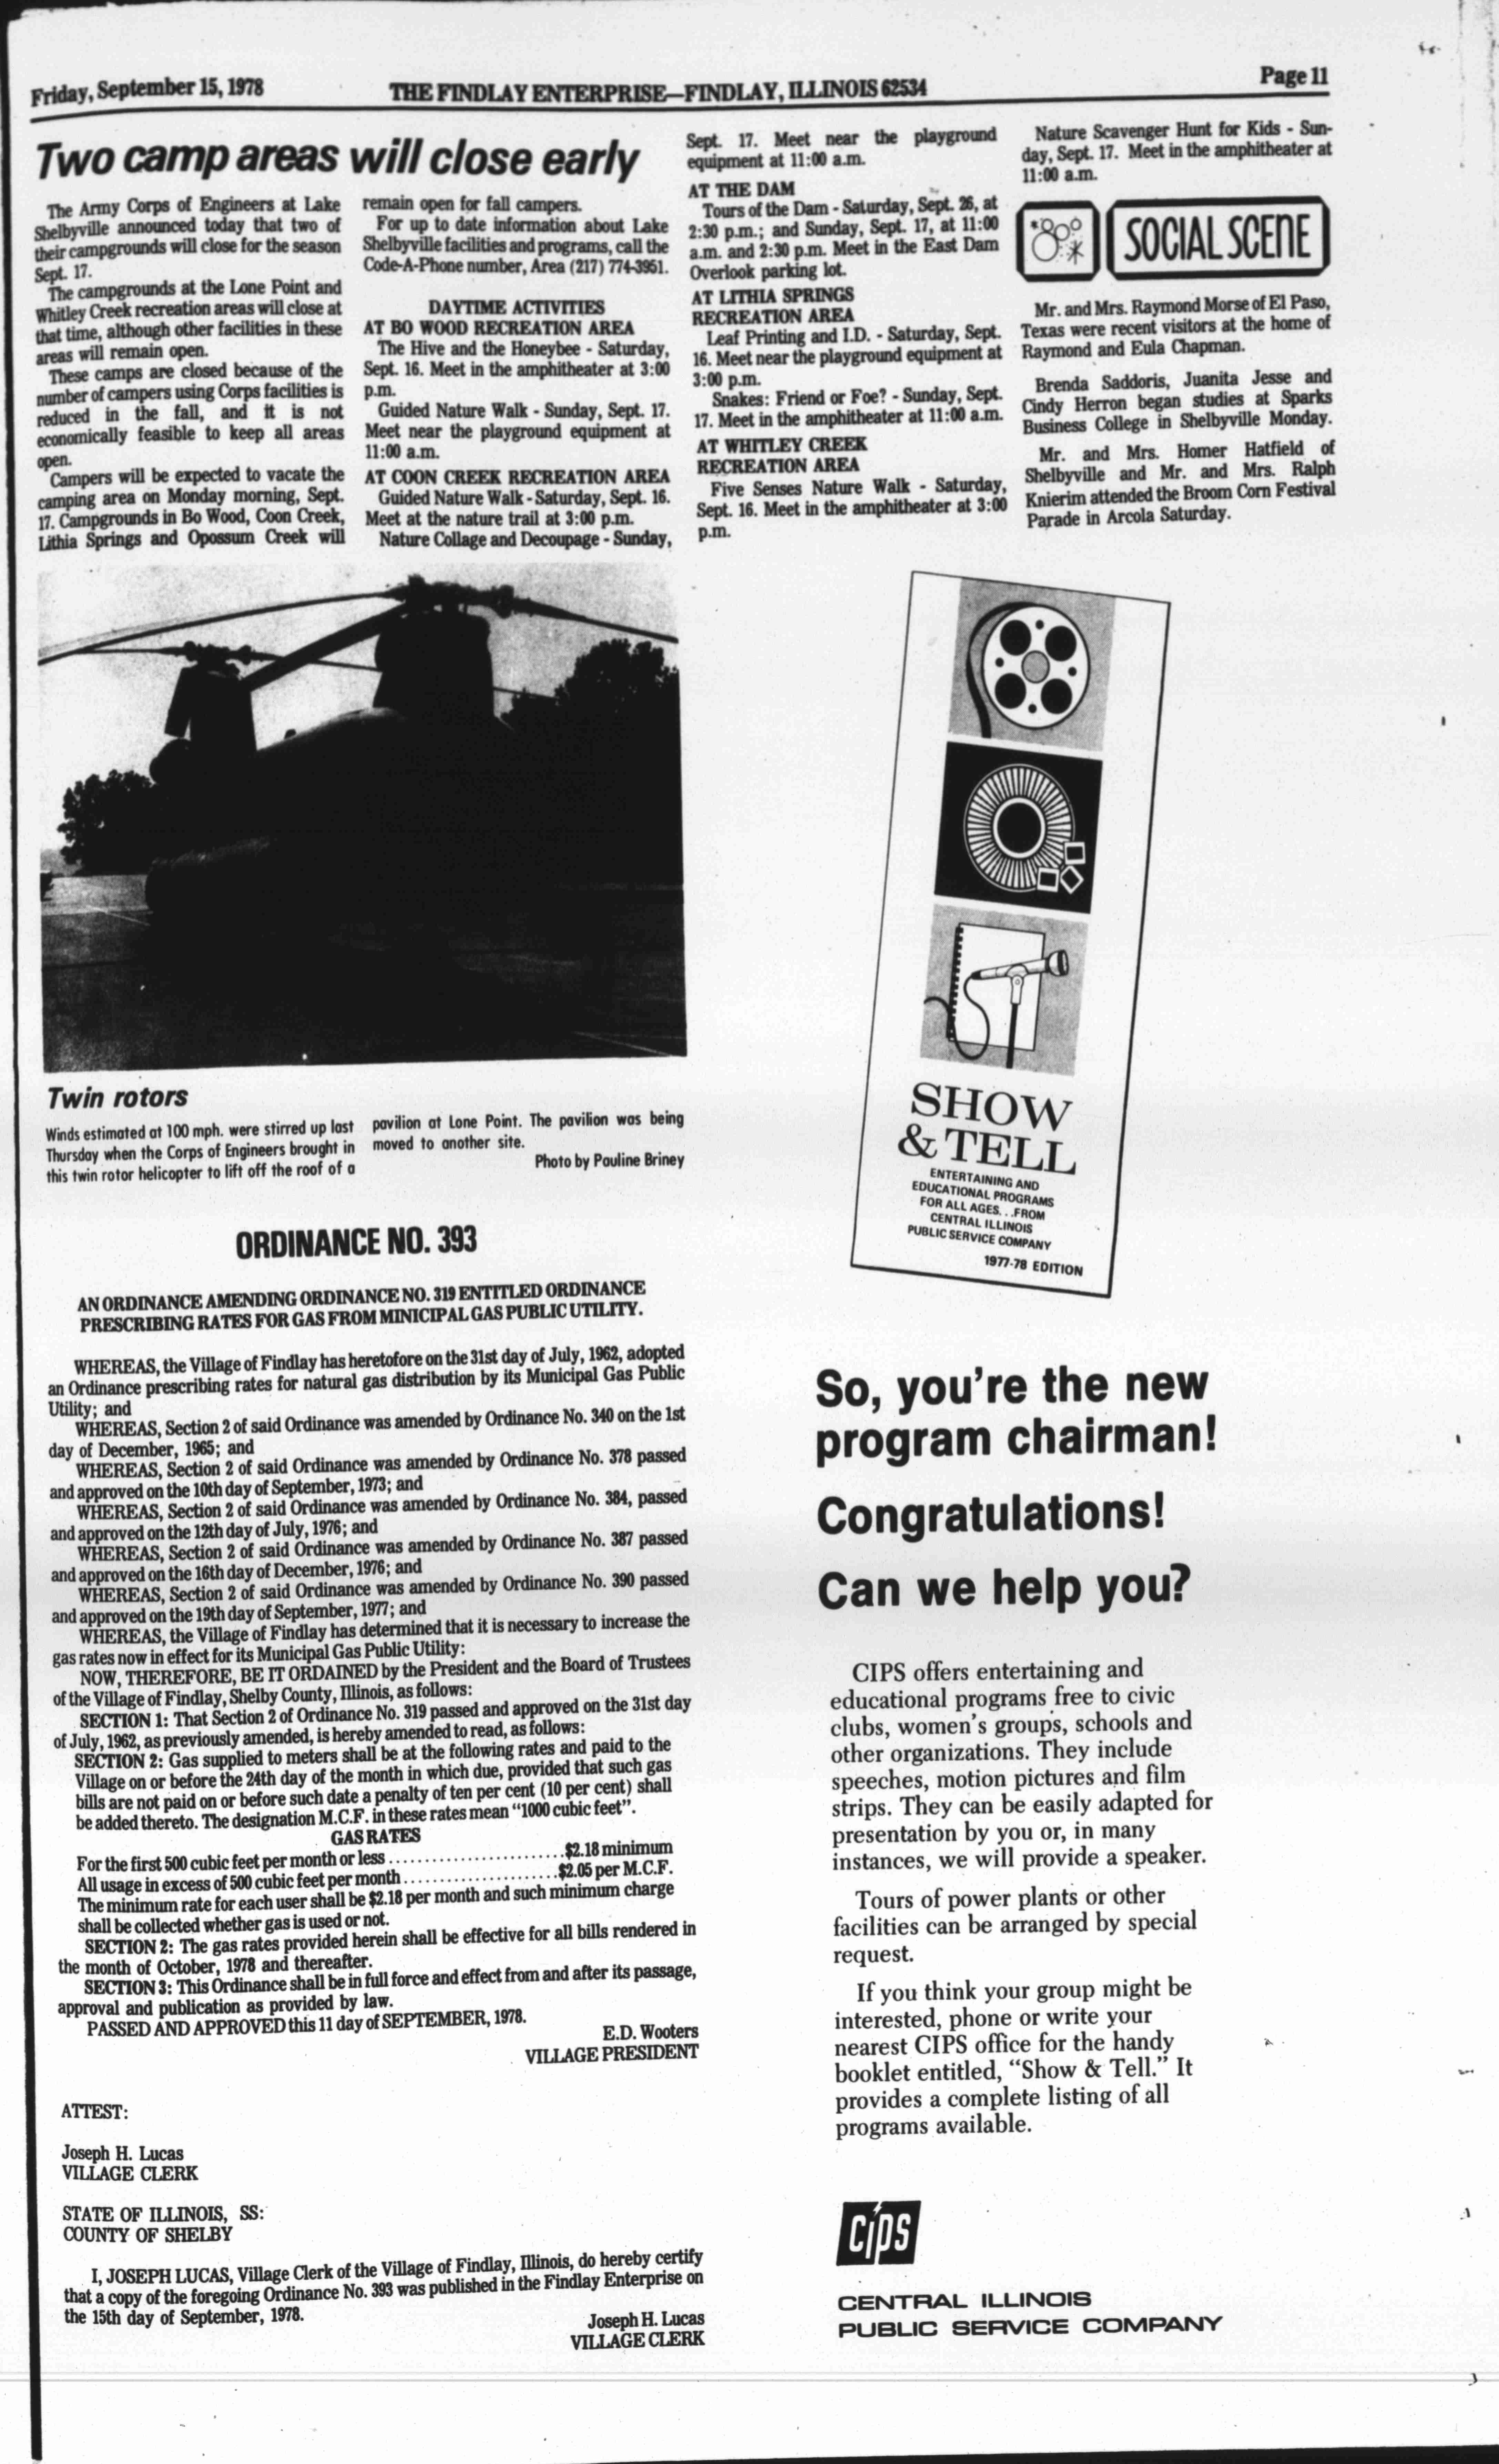 Friday, September 15, 1978
THE FINDLAY ENTERPRISE—FINDLAY, ILLINOIS 62534
Page 11
Two camp areas will close early
The Army Corps of Engineers at Lake
Shelbyville announced today that two of
their campgrounds will close for the season
Sept. 17.
The campgrounds at the Lone Point and
Whitley Creek recreation areas will close at
that time, although other facilities in these
areas will remain open.
These camps are closed because of the
number of campers using Corps facilities is
reduced in the fall, and it is not
economically feasible to keep all areas
open.
Campers will be expected to vacate the
camping area on Monday morning, Sept.
17. Campgrounds in Bo Wood, Coon Creek,
Lithia Springs and Opossum Creek will
remain open for fall campers.
For up to date information about Lake
Shelbyville facilities and programs, call the
Code-A-Phone number, Area (217) 774-3951.
DAYTIME ACTIVITIES
AT BO WOOD RECREATION AREA
The Hive and the Honeybee - Saturday,
Sept. 16. Meet in the amphitheater at 3:00
p.m.
Guided Nature Walk - Sunday, Sept. 17.
Meet near the playground equipment at
11:00 a.m.
AT COON CREEK RECREATION AREA
Guided Nature Walk - Saturday, Sept. 16.
Meet at the nature trail at 3:00 p.m.
Nature Collage and Decoupage - Sunday,
Sept. 17. Meet near the playground
equipment at 11:00 a.m.
AT THE DAM
Tours of the Dam - Saturday, Sept. 26, at
2:30 p.m.; and Sunday, Sept. 17, at 11:00
a.m. and 2:30 p.m. Meet in the East Dam
Overlook parking lot.
AT LITHIA SPRINGS
RECREATION AREA
Leaf Printing and I.D. - Saturday, Sept.
16. Meet near the playground equipment at
3:00 p.m.
Snakes: Friend or Foe? - Sunday, Sept.
17. Meet in the amphitheater at 11:00 a.m.
AT WHITLEY CREEK
RECREATION AREA
Five Senses Nature Walk - Saturday,
Sept. 16. Meet in the amphitheater at 3:00
p.m.
Nature Scavenger Hunt for Kids - Sun-
day, Sept. 17. Meet in the amphitheater at
11:00 a.m.
SOCIAL SCENE
Mr. and Mrs. Raymond Morse of El Paso,
Texas were recent visitors at the home of
Raymond and Eula Chapman.
Brenda Saddoris, Juanita Jesse and
Cindy Herron began studies at Sparks
Business College in Shelbyville Monday.
Mr. and Mrs. Homer Hatfield of
Shelbyville and Mr. and Mrs. Ralph
Knierim attended the Broom Corn Festival
Parade in Arcola Saturday.
Twin rotors
Winds estimated at 100 mph. were stirred up last
Thursday when the Corps of Engineers brought in
this twin rotor helicopter to lift off the roof of a
pavilion at Lone Point. The pavilion was being
moved to another site.
Photo by Pauline Briney
ORDINANCE NO. 393
AN ORDINANCE AMENDING ORDINANCE NO. 319 ENTITLED ORDINANCE
PRESCRIBING RATES FOR GAS FROM MINICIPAL GAS PUBLIC UTILITY.
WHEREAS, the Village of Findlay has heretofore on the 31st day of July, 1962, adopted
an Ordinance prescribing rates for natural gas distribution by its Municipal Gas Public
Utility; and
WHEREAS, Section 2 of said Ordinance was amended by Ordinance No. 340 on the 1st
day of December, 1965; and
WHEREAS, Section 2 of said Ordinance was amended by Ordinance No. 378 passed
and approved on the 10th day of September, 1973; and
WHEREAS, Section 2 of said Ordinance was amended by Ordinance No. 384, passed
and approved on the 12th day of July, 1976; and
WHEREAS, Section 2 of said Ordinance was amended by Ordinance No. 387 passed
and approved on the 16th day of December, 1976; and
WHEREAS, Section 2 of said Ordinance was amended by Ordinance No. 390 passed
and approved on the 19th day of September, 1977; and
WHEREAS, the Village of Findlay has determined that it is necessary to increase the
gas rates now in effect for its Municipal Gas Public Utility:
NOW, THEREFORE, BE IT ORDAINED by the President and the Board of Trustees
of the Village of Findlay, Shelby County, Illinois, as follows:
SECTION 1: That Section 2 of Ordinance No. 319 passed and approved on the 31st day
of July, 1962, as previously amended, is hereby amended to read, as follows:
SECTION 2: Gas supplied to meters shall be at the following rates and paid to the
Village on or before the 24th day of the month in which due, provided that such gas
bills are not paid on or before such date a penalty of ten per cent (10 per cent) shall
be added thereto. The designation M.C.F. in these rates mean "1000 cubic feet".
GAS RATES
For the first 500 cubic feet per month or less ........................ $2.18 minimum
All usage in excess of 500 cubic feet per month ..................... $2.05 per M.C.F.
The minimum rate for each user shall be $2.18 per month and such minimum charge
shall be collected whether gas is used or not.
SECTION 2: The gas rates provided herein shall be effective for all bills rendered in
the month of October, 1978 and thereafter.
SECTION 3: This Ordinance shall be in full force and effect from and after its passage,
approval and publication as provided by law.
PASSED AND APPROVED this 11 day of SEPTEMBER, 1978.
E.D. Wooters
VILLAGE PRESIDENT
ATTEST:
Joseph H. Lucas
VILLAGE CLERK
STATE OF ILLINOIS, SS:
COUNTY OF SHELBY
I, JOSEPH LUCAS, Village Clerk of the Village of Findlay, Illinois, do hereby certify
that a copy of the foregoing Ordinance No. 393 was published in the Findlay Enterprise on
the 15th day of September, 1978.
Joseph H. Lucas
VILLAGE CLERK
SHOW
& TELL
ENTERTAINING AND
EDUCATIONAL PROGRAMS
FOR ALL AGES. . .FROM
CENTRAL ILLINOIS
PUBLIC SERVICE COMPANY
1977-78 EDITION
So, you're the new
program chairman!
Congratulations!
Can we help you?
CIPS offers entertaining and
educational programs free to civic
clubs, women's groups, schools and
other organizations. They include
speeches, motion pictures and film
strips. They can be easily adapted for
presentation by you or, in many
instances, we will provide a speaker.
Tours of power plants or other
facilities can be arranged by special
request.
If you think your group might be
interested, phone or write your
nearest CIPS office for the handy
booklet entitled, "Show & Tell." It
provides a complete listing of all
programs available.
CIPS
CENTRAL ILLINOIS
PUBLIC SERVICE COMPANY